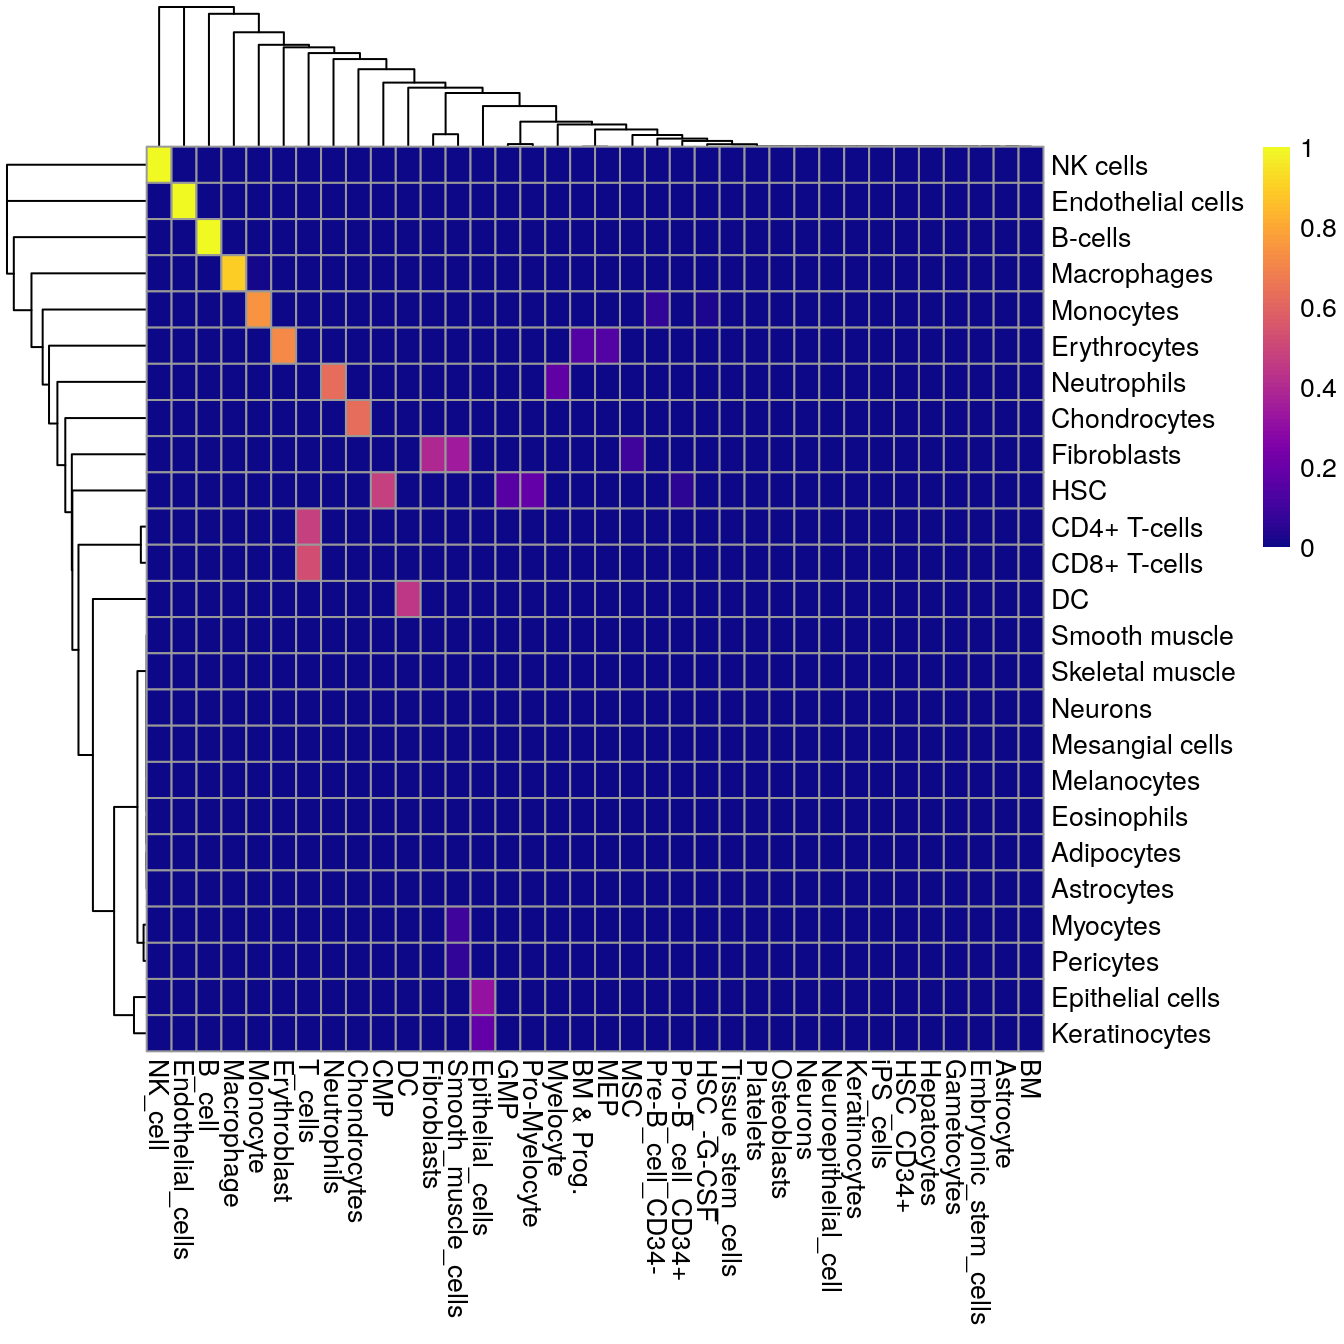 NK cells
Endothelial cells
B-cells
Macrophages
Monocytes
Erythrocytes
Neutrophils
Chondrocytes
Fibroblasts
HSC
CD4+ T-cells
CD8+ T-cells
DC
Smooth muscle
Skeletal muscle
Neurons
Mesangial cells
Melanocytes
Eosinophils
Adipocytes
Astrocytes
Myocytes
Pericytes
Epithelial cells
Keratinocytes
1
0.8
0.6
0.4
0.2
0
NK_cell
Endothelial_cells
B_cell
Macrophage
Monocyte
Erythroblast
T_cells
Neutrophils
Chondrocytes
CMP
DC
Fibroblasts
Smooth_muscle_cells
Epithelial_cells
GMP
Pro-Myelocyte
Myelocyte
BM & Prog.
MEP
MSC
Pre-B_cell_CD34-
Pro-B_cell_CD34+
HSC_-G-CSF
Tissue_stem_cells
Platelets
Osteoblasts
Neurons
Neuroepithelial_cell
Keratinocytes
iPS_cells
HSC_CD34+
Hepatocytes
Gametocytes
Embryonic_stem_cells
Astrocyte
BM